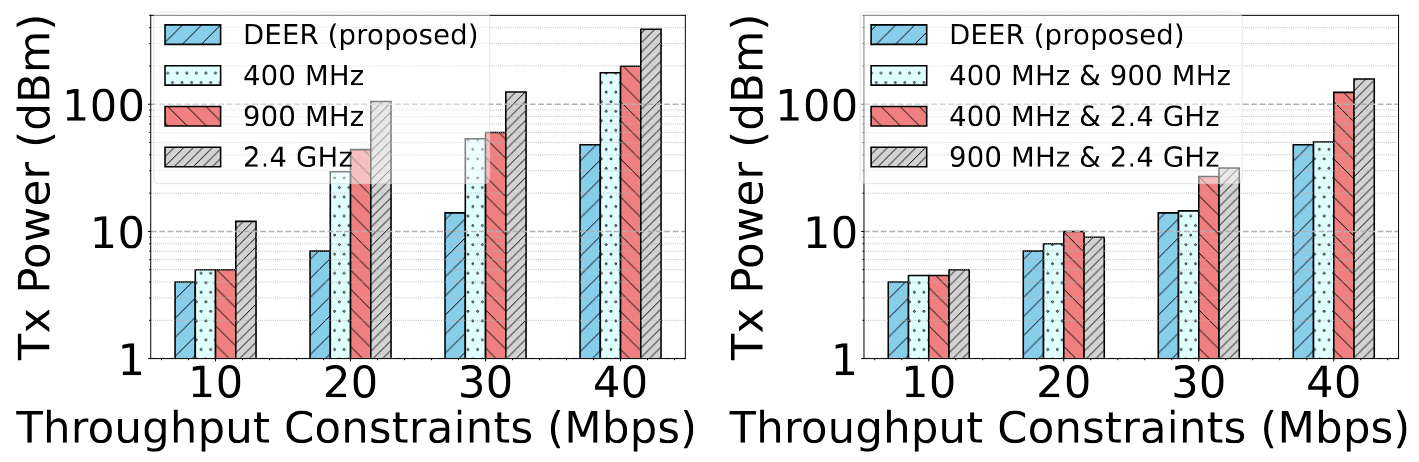 Tx Power (dBm)
100
10
1
DEER (proposed)
400 MHz
900 MHz
2.4 GHz
10 20 30 40
Throughput Constraints (Mbps)
Tx Power (dBm)
100
10
1
DEER (proposed)
400 MHz & 900 MHz
400 MHz & 2.4 GHz
900 MHz & 2.4 GHz
10 20 30 40
Throughput Constraints (Mbps)